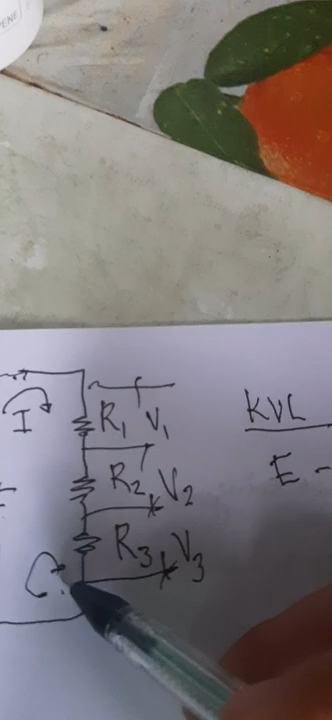 I
R1 V1
R2 V2
R3 V3
KVL
E -